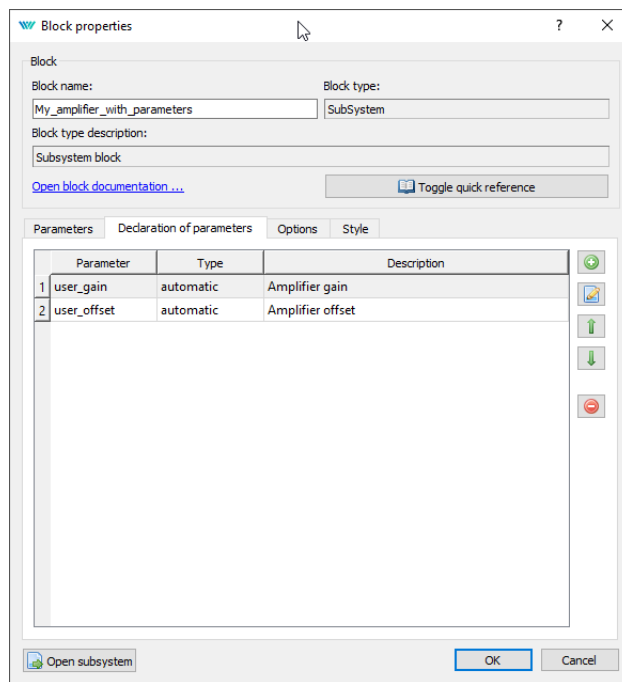 Block properties ?
Block
Block name: Block type:
My_amplifier_with_parameters SubSystem
Block type description:
Subsystem block
Open block documentation ... Toggle quick reference
Parameters Declaration of parameters Options Style
Parameter Type Description
1 user_gain automatic Amplifier gain
2 user_offset automatic Amplifier offset
Open subsystem OK Cancel